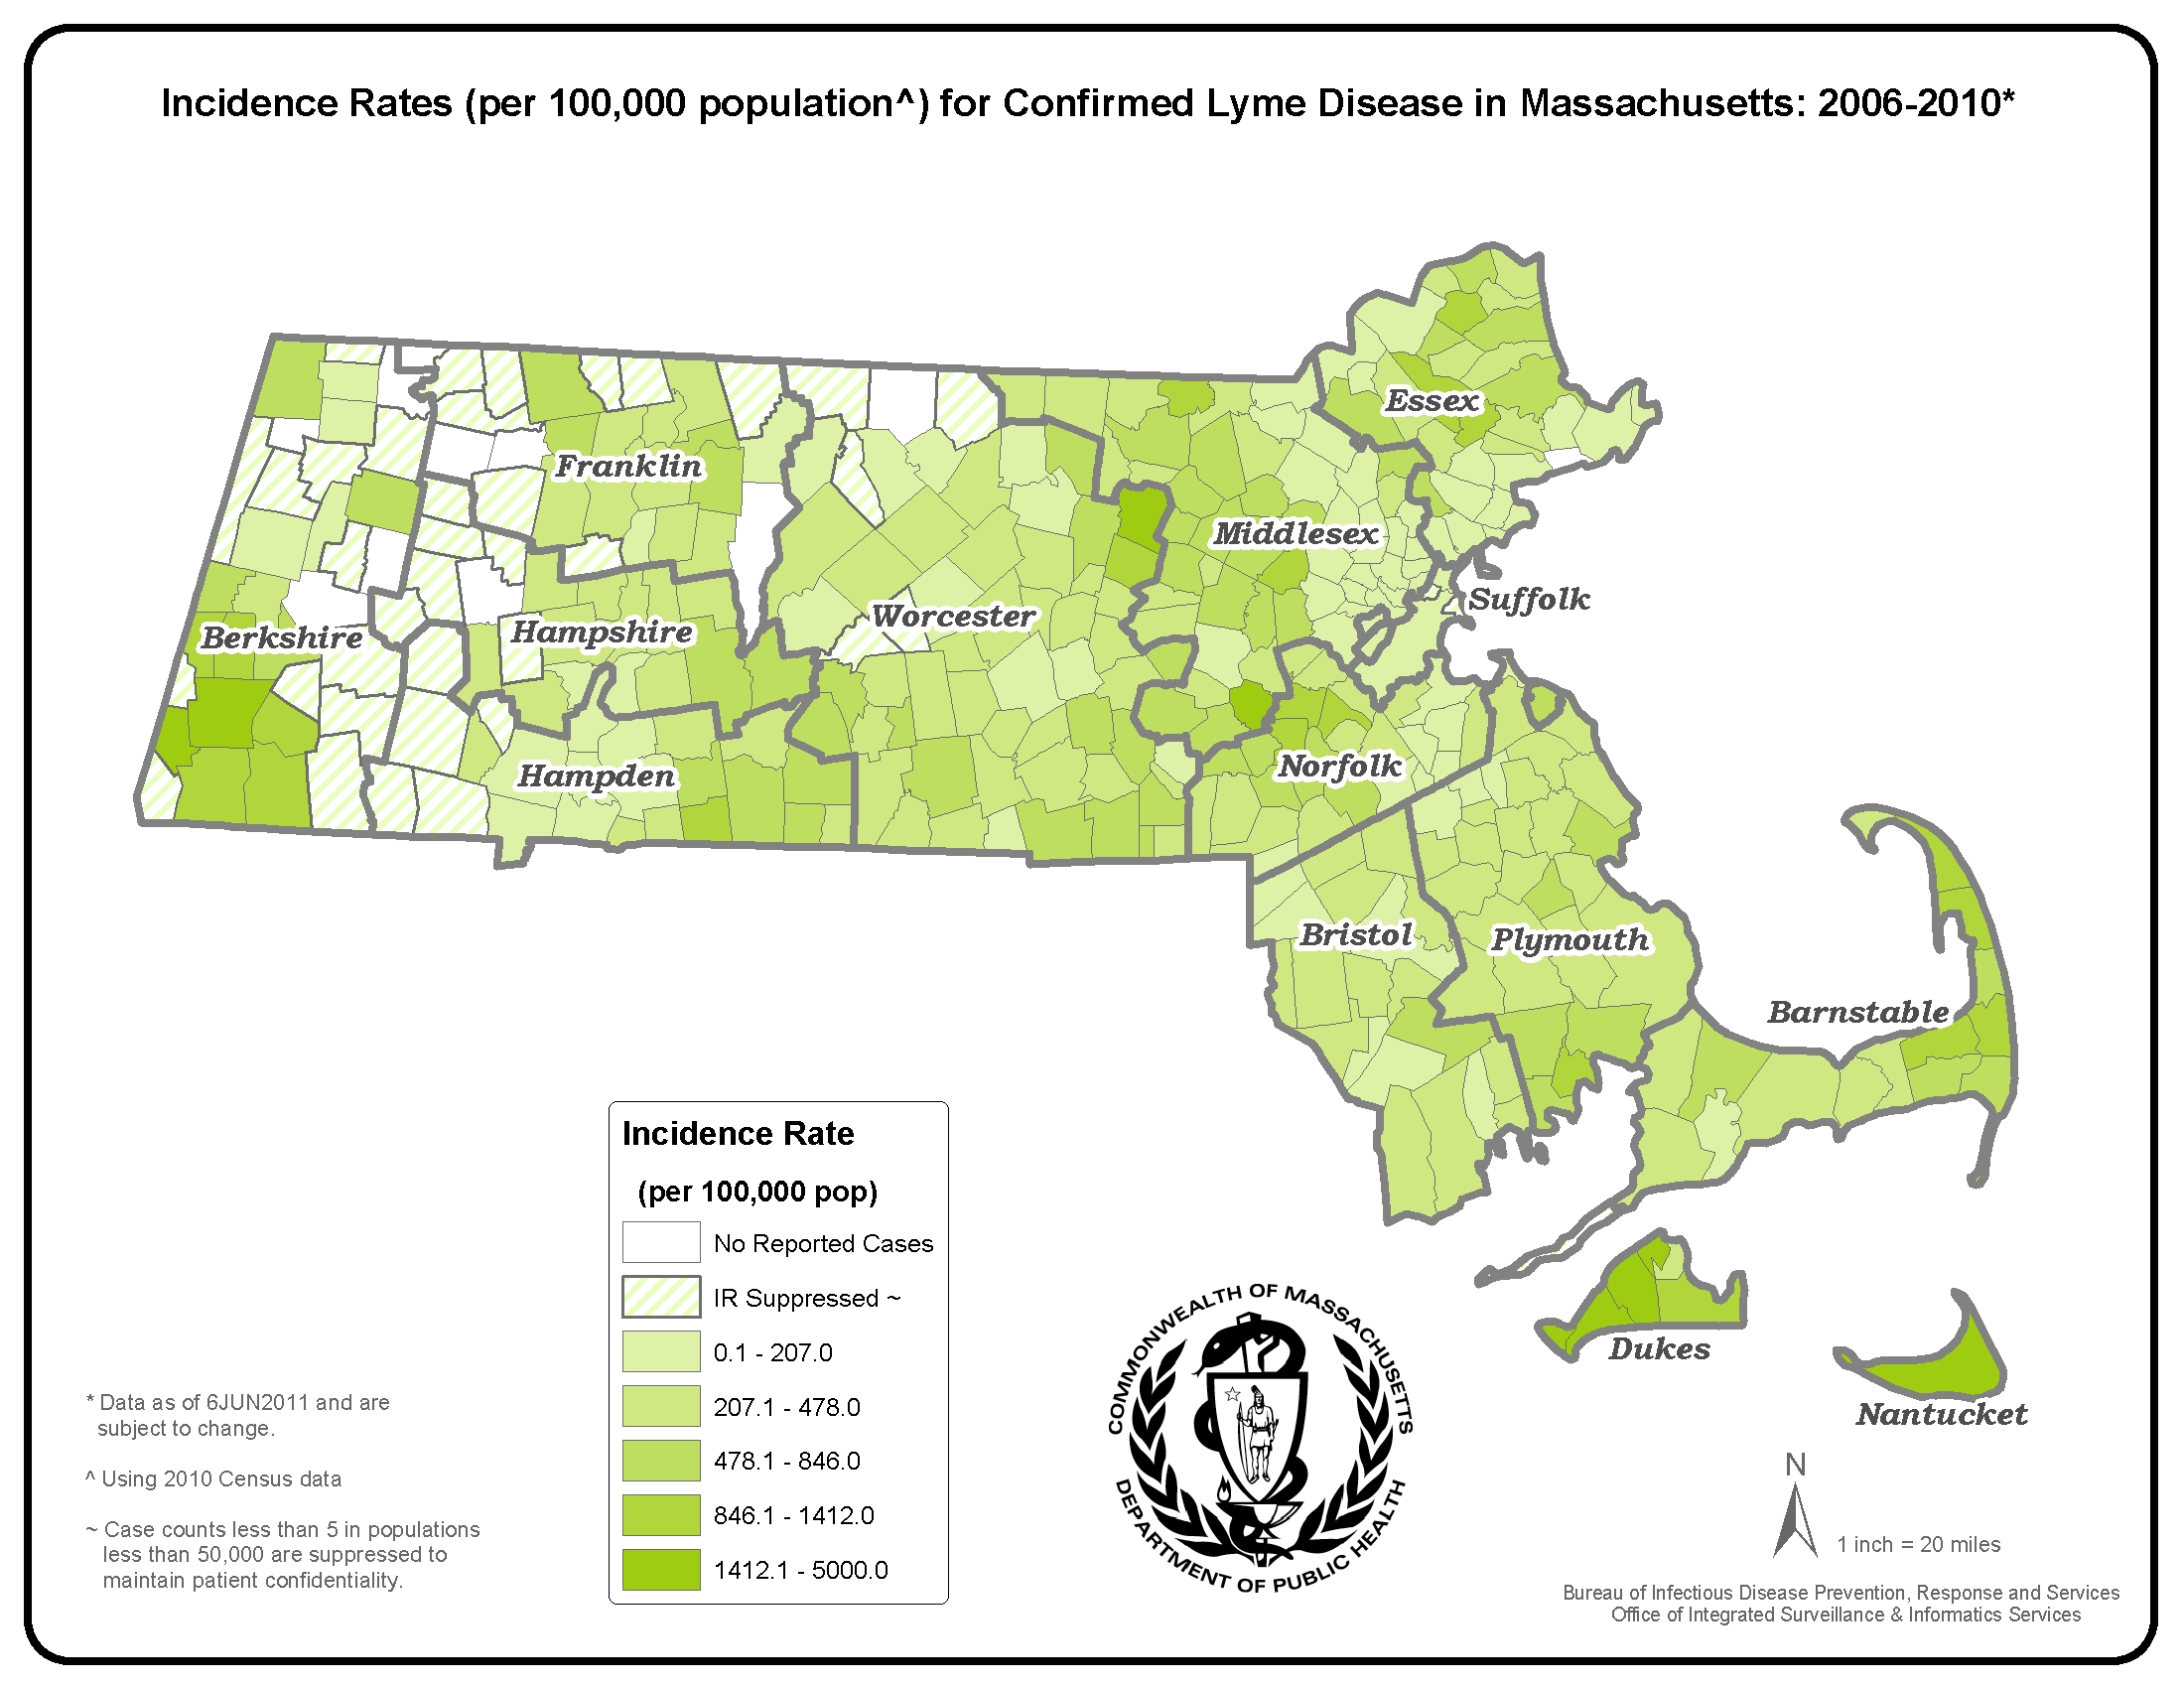 Incidence Rates (per 100,000 population^) for Confirmed Lyme Disease in Massachusetts: 2006-2010*
Essex
Franklin
Middlesex
Suffolk
Worcester
Berkshire
Hampshire
Norfolk
Hampden
Bristol
Plymouth
Barnstable
Dukes
Nantucket
Incidence Rate
(per 100,000 pop)
No Reported Cases
IR Suppressed ~
0.1 - 207.0
207.1 - 478.0
478.1 - 846.0
846.1 - 1412.0
1412.1 - 5000.0
* Data as of 6JUN2011 and are
subject to change.
^ Using 2010 Census data
~ Case counts less than 5 in populations
less than 50,000 are suppressed to
maintain patient confidentiality.
COMMONWEALTH OF MASSACHUSETTS
DEPARTMENT OF PUBLIC HEALTH
N
1 inch = 20 miles
Bureau of Infectious Disease Prevention, Response and Services
Office of Integrated Surveillance & Informatics Services